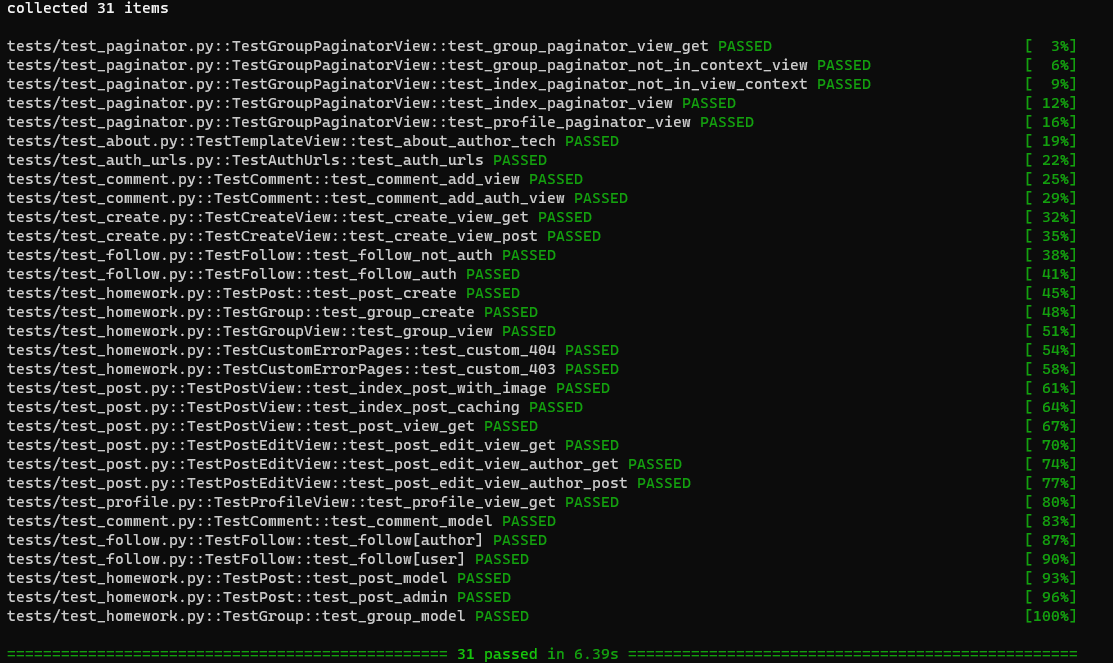 collected 31 items
tests/test_paginator.py::TestGroupPaginatorView::test_group_paginator_view_get PASSED [  3%]
tests/test_paginator.py::TestGroupPaginatorView::test_group_paginator_not_in_context_view PASSED [  6%]
tests/test_paginator.py::TestGroupPaginatorView::test_index_paginator_not_in_view_context PASSED [  9%]
tests/test_paginator.py::TestGroupPaginatorView::test_index_paginator_view PASSED [ 12%]
tests/test_paginator.py::TestGroupPaginatorView::test_profile_paginator_view PASSED [ 16%]
tests/test_about.py::TestTemplateView::test_about_author_tech PASSED [ 19%]
tests/test_auth_urls.py::TestAuthUrls::test_auth_urls PASSED [ 22%]
tests/test_comment.py::TestComment::test_comment_add_view PASSED [ 25%]
tests/test_comment.py::TestComment::test_comment_add_auth_view PASSED [ 29%]
tests/test_create.py::TestCreateView::test_create_view_get PASSED [ 32%]
tests/test_create.py::TestCreateView::test_create_view_post PASSED [ 35%]
tests/test_follow.py::TestFollow::test_follow_not_auth PASSED [ 38%]
tests/test_follow.py::TestFollow::test_follow_auth PASSED [ 41%]
tests/test_homework.py::TestPost::test_post_create PASSED [ 45%]
tests/test_homework.py::TestGroup::test_group_create PASSED [ 48%]
tests/test_homework.py::TestGroupView::test_group_view PASSED [ 51%]
tests/test_homework.py::TestCustomErrorPages::test_custom_404 PASSED [ 54%]
tests/test_homework.py::TestCustomErrorPages::test_custom_403 PASSED [ 58%]
tests/test_post.py::TestPostView::test_index_post_with_image PASSED [ 61%]
tests/test_post.py::TestPostView::test_index_post_caching PASSED [ 64%]
tests/test_post.py::TestPostView::test_post_view_get PASSED [ 67%]
tests/test_post.py::TestPostEditView::test_post_edit_view_get PASSED [ 70%]
tests/test_post.py::TestPostEditView::test_post_edit_view_author_get PASSED [ 74%]
tests/test_post.py::TestPostEditView::test_post_edit_view_author_post PASSED [ 77%]
tests/test_profile.py::TestProfileView::test_profile_view_get PASSED [ 80%]
tests/test_comment.py::TestComment::test_comment_model PASSED [ 83%]
tests/test_follow.py::TestFollow::test_follow[author] PASSED [ 87%]
tests/test_follow.py::TestFollow::test_follow[user] PASSED [ 90%]
tests/test_homework.py::TestPost::test_post_model PASSED [ 93%]
tests/test_homework.py::TestPost::test_post_admin PASSED [ 96%]
tests/test_homework.py::TestGroup::test_group_model PASSED [100%]
================================================= 31 passed in 6.39s ==================================================